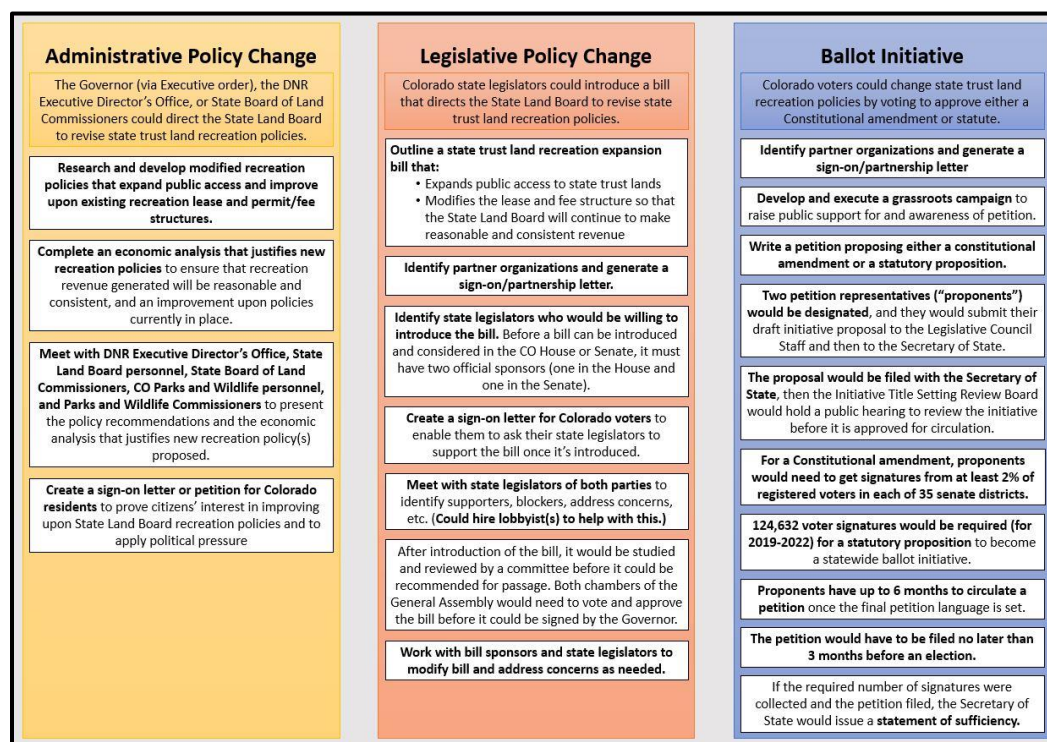 Administrative Policy Change
The Governor (via Executive order), the DNR
Executive Director's Office, or State Board of Land
Commissioners could direct the State Land Board
to revise state trust land recreation policies.
Research and develop modified recreation
policies that expand public access and improve
upon existing recreation lease and permit/fee
structures.
Complete an economic analysis that justifies new
recreation policies to ensure that recreation
revenue generated will be reasonable and
consistent, and an improvement upon policies
currently in place.
Meet with DNR Executive Director's Office, State
Land Board personnel, State Board of Land
Commissioners, CO Parks and Wildlife personnel,
and Parks and Wildlife Commissioners to present
the policy recommendations and the economic
analysis that justifies new recreation policy(s)
proposed.
Create a sign-on letter or petition for Colorado
residents to prove citizens' interest in improving
upon State Land Board recreation policies and to
apply political pressure
Legislative Policy Change
Colorado state legislators could introduce a bill
that directs the State Land Board to revise state
trust land recreation policies.
Outline a state trust land recreation expansion
bill that:
• Expands public access to state trust lands
• Modifies the lease and fee structure so that
the State Land Board will continue to make
reasonable and consistent revenue
Identify partner organizations and generate a
sign-on/partnership letter.
Identify state legislators who would be willing to
introduce the bill. Before a bill can be introduced
and considered in the CO House or Senate, it must
have two official sponsors (one in the House and
one in the Senate).
Create a sign-on letter for Colorado voters to
enable them to ask their state legislators to
support the bill once it's introduced.
Meet with state legislators of both parties to
identify supporters, blockers, address concerns,
etc. (Could hire lobbyist(s) to help with this.)
After introduction of the bill, it would be studied
and reviewed by a committee before it could be
recommended for passage. Both chambers of the
General Assembly would need to vote and approve
the bill before it could be signed by the Governor.
Work with bill sponsors and state legislators to
modify bill and address concerns as needed.
Ballot Initiative
Colorado voters could change state trust land
recreation policies by voting to approve either a
Constitutional amendment or statute.
Identify partner organizations and generate a
sign-on/partnership letter
Develop and execute a grassroots campaign to
raise public support for and awareness of petition.
Write a petition proposing either a constitutional
amendment or a statutory proposition.
Two petition representatives ("proponents")
would be designated, and they would submit their
draft initiative proposal to the Legislative Council
Staff and then to the Secretary of State.
The proposal would be filed with the Secretary of
State, then the Initiative Title Setting Review Board
would hold a public hearing to review the initiative
before it is approved for circulation.
For a Constitutional amendment, proponents
would need to get signatures from at least 2% of
registered voters in each of 35 senate districts.
124,632 voter signatures would be required (for
2019-2022) for a statutory proposition to become
a statewide ballot initiative.
Proponents have up to 6 months to circulate a
petition once the final petition language is set.
The petition would have to be filed no later than
3 months before an election.
If the required number of signatures were
collected and the petition filed, the Secretary of
State would issue a statement of sufficiency.